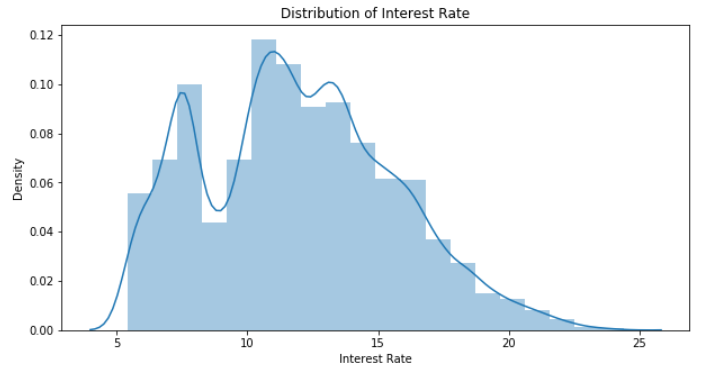 Distribution of Interest Rate
0.12
0.10
0.08
0.06
0.04
0.02
0.00
Density
5 10 15 20 25
Interest Rate